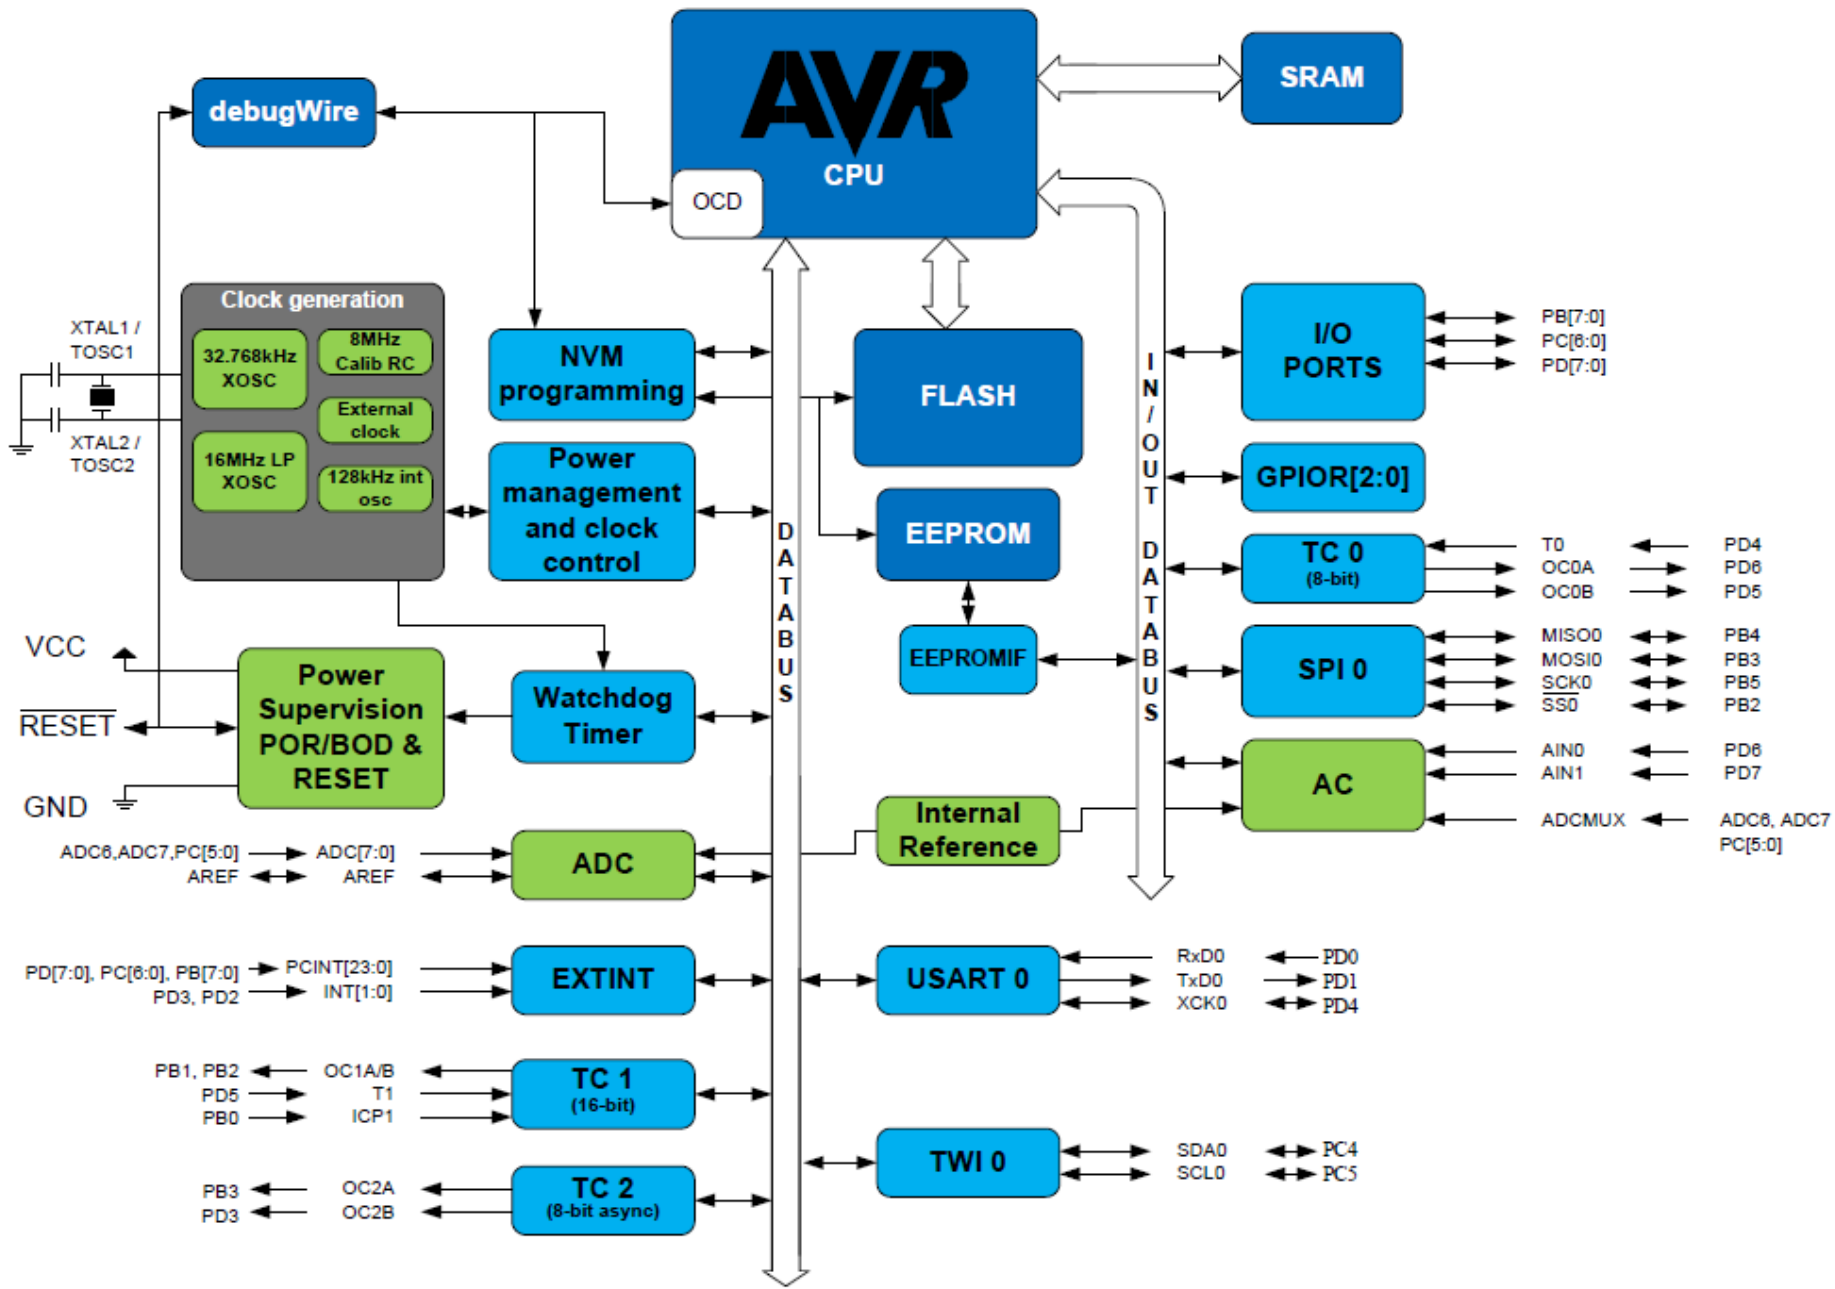 AVR
CPU
OCD
SRAM
debugWire
Clock generation
32.768kHz
XOSC
8MHz
Calib RC
External
clock
16MHz LP
XOSC
128kHz int
osc
XTAL1 /
TOSC1
XTAL2 /
TOSC2
NVM
programming
Power
management
and clock
control
FLASH
EEPROM
EEPROMIF
DATABUS
IN/OUT DATABUS
I/O
PORTS
PB[7:0]
PC[6:0]
PD[7:0]
GPIOR[2:0]
TC 0
(8-bit)
T0 PD4
OC0A PD6
OC0B PD5
SPI 0
MISO0 PB4
MOSI0 PB3
SCK0 PB5
SS0 PB2
AC
AIN0 PD6
AIN1 PD7
ADCMUX ADC6, ADC7
PC[5:0]
VCC
RESET
GND
Power
Supervision
POR/BOD &
RESET
Watchdog
Timer
Internal
Reference
ADC6,ADC7,PC[5:0] ADC[7:0]
AREF AREF
ADC
PD[7:0], PC[6:0], PB[7:0] PCINT[23:0]
PD3, PD2 INT[1:0]
EXTINT
USART 0
RxD0 PD0
TxD0 PD1
XCK0 PD4
PB1, PB2 OC1A/B
PD5 T1
PB0 ICP1
TC 1
(16-bit)
TWI 0
SDA0 PC4
SCL0 PC5
PB3 OC2A
PD3 OC2B
TC 2
(8-bit async)